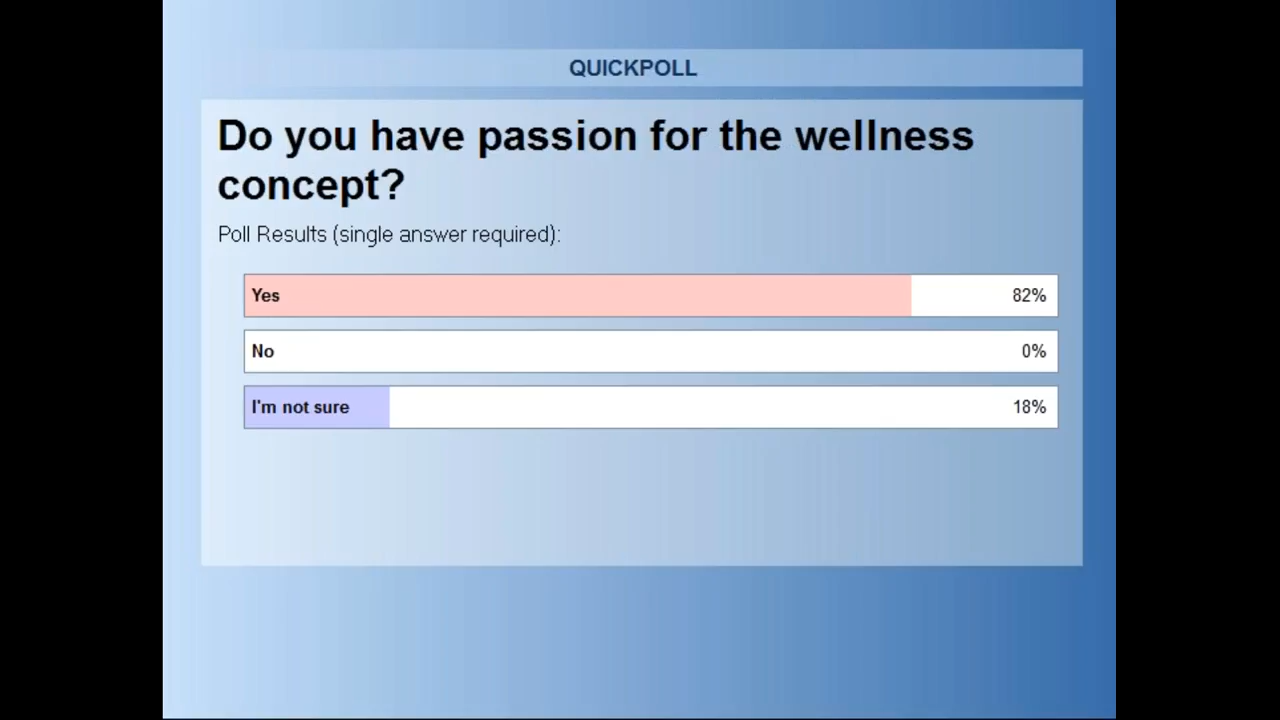 QUICKPOLL
Do you have passion for the wellness
concept?
Poll Results (single answer required):
Yes 82%
No 0%
I'm not sure 18%